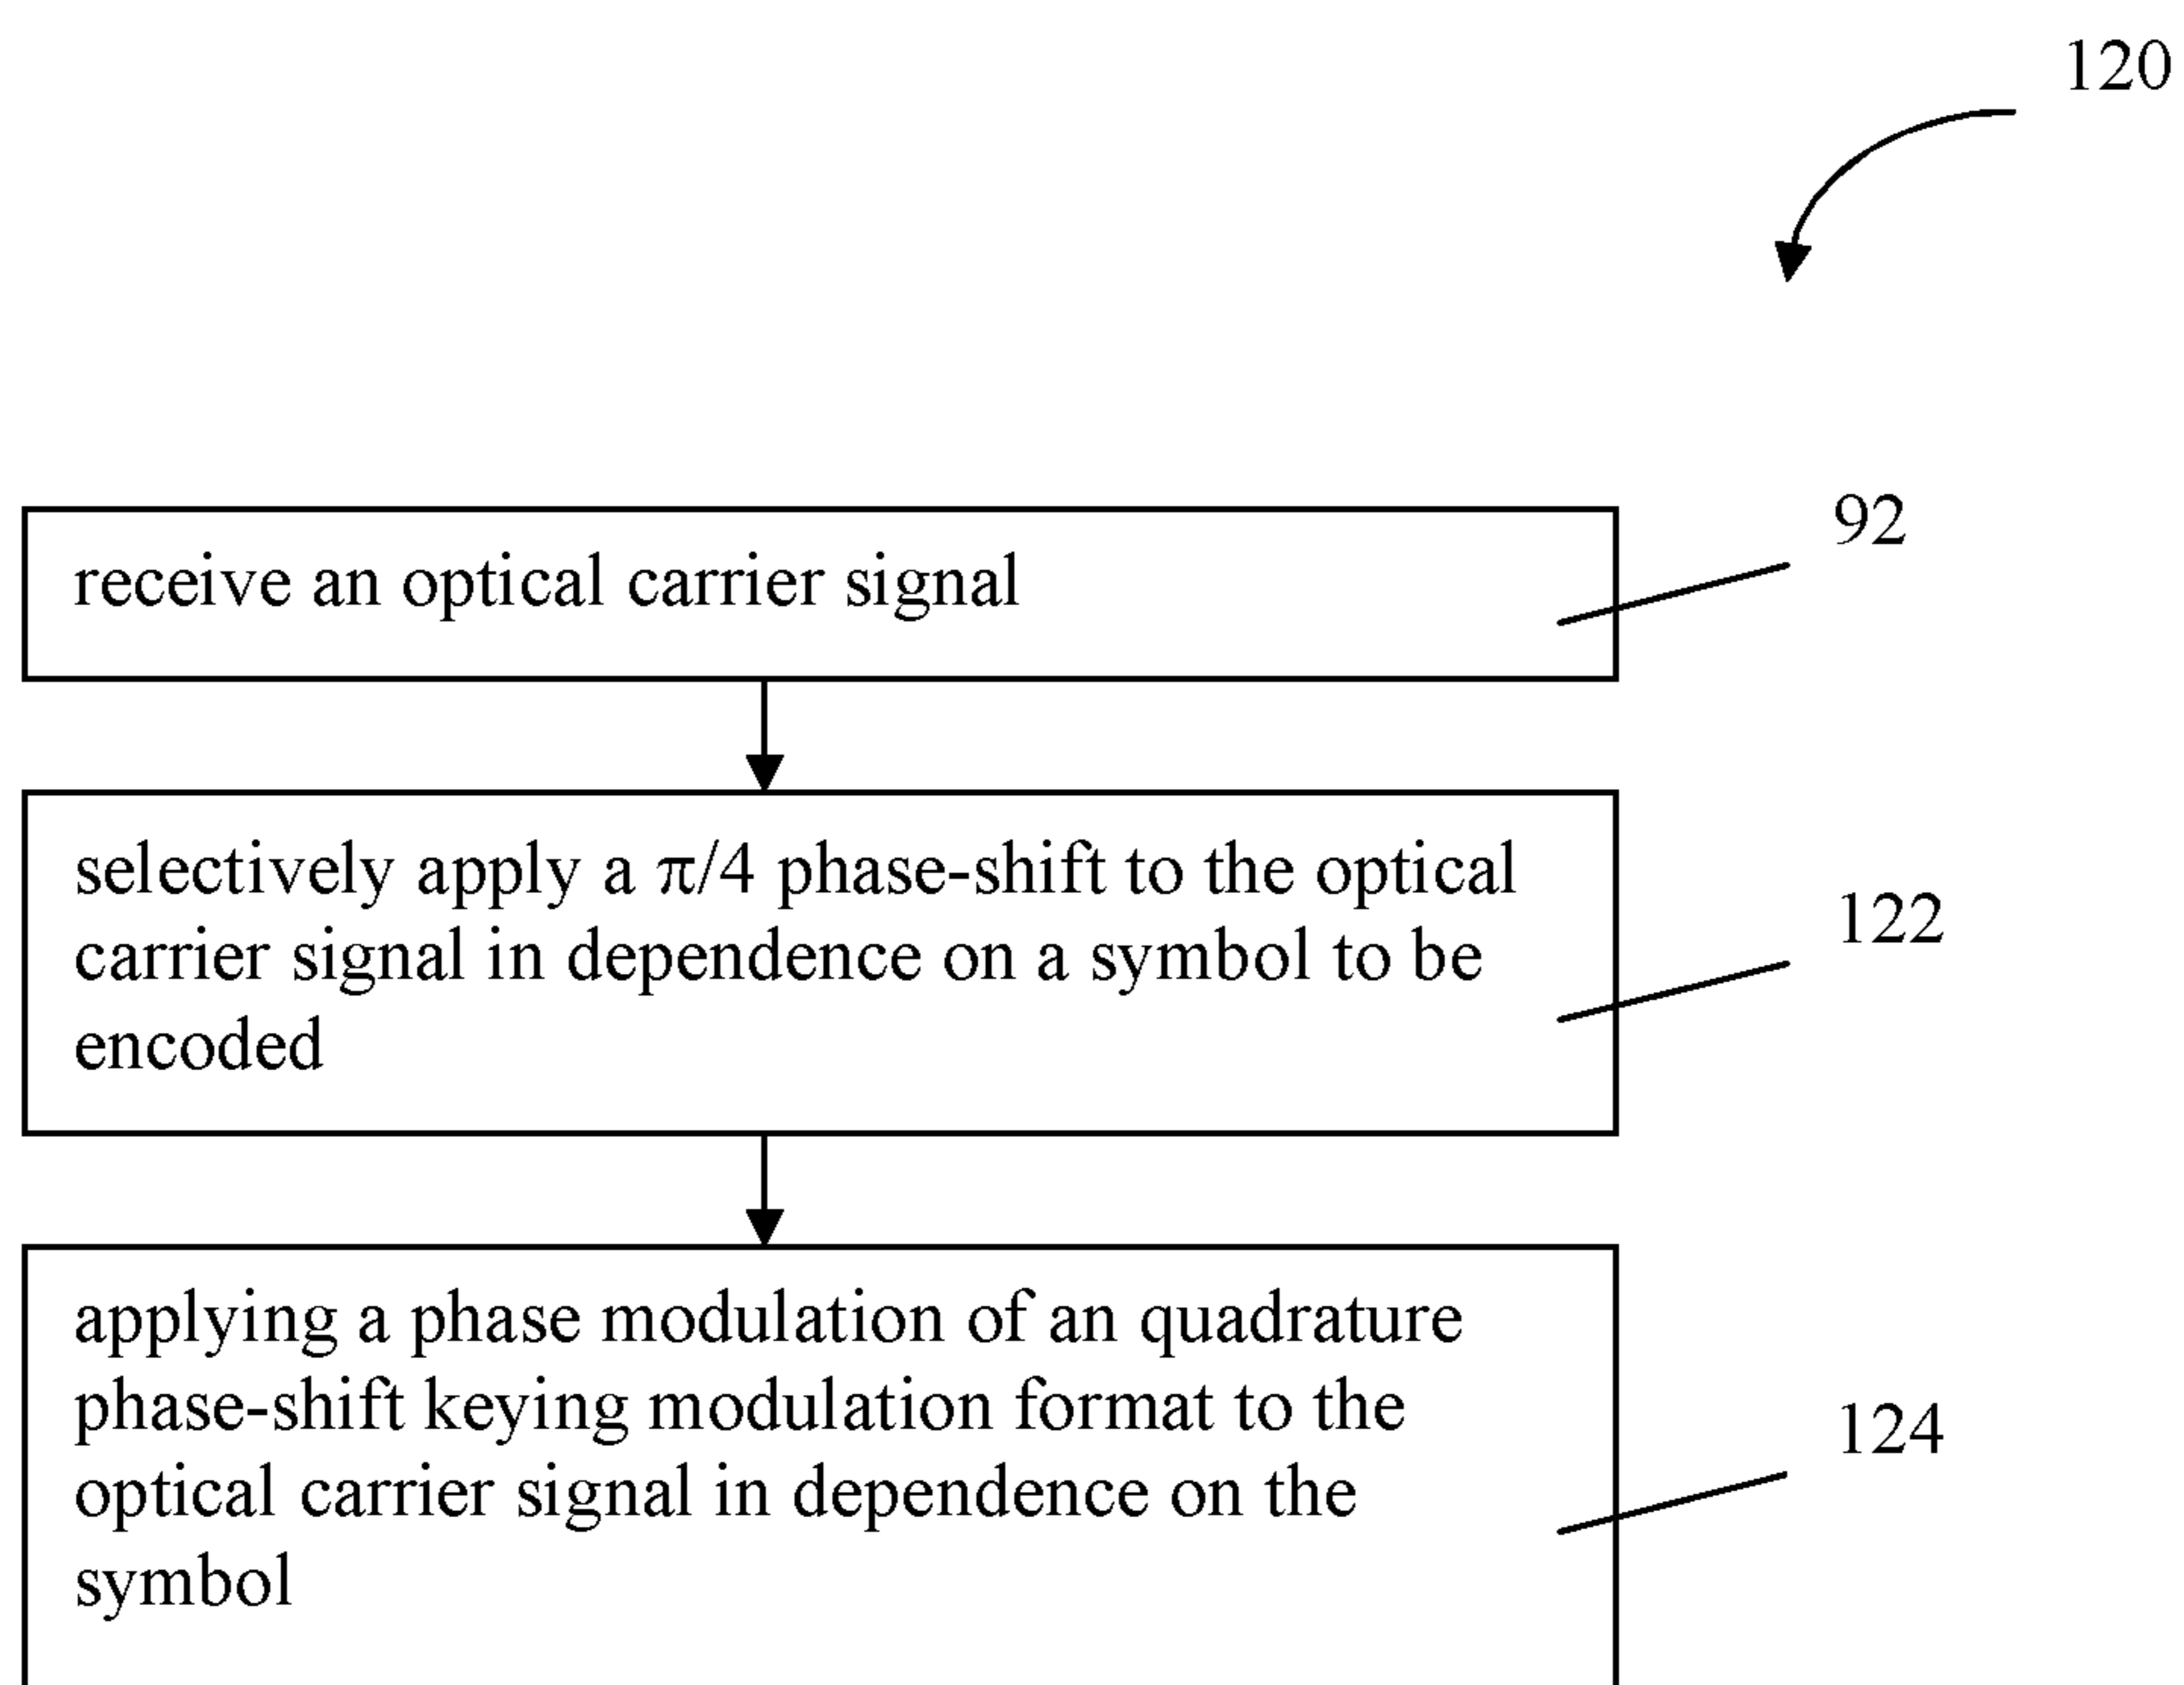 120
92
receive an optical carrier signal
selectively apply a π/4 phase-shift to the optical
carrier signal in dependence on a symbol to be
encoded
122
applying a phase modulation of an quadrature
phase-shift keying modulation format to the
optical carrier signal in dependence on the
symbol
124